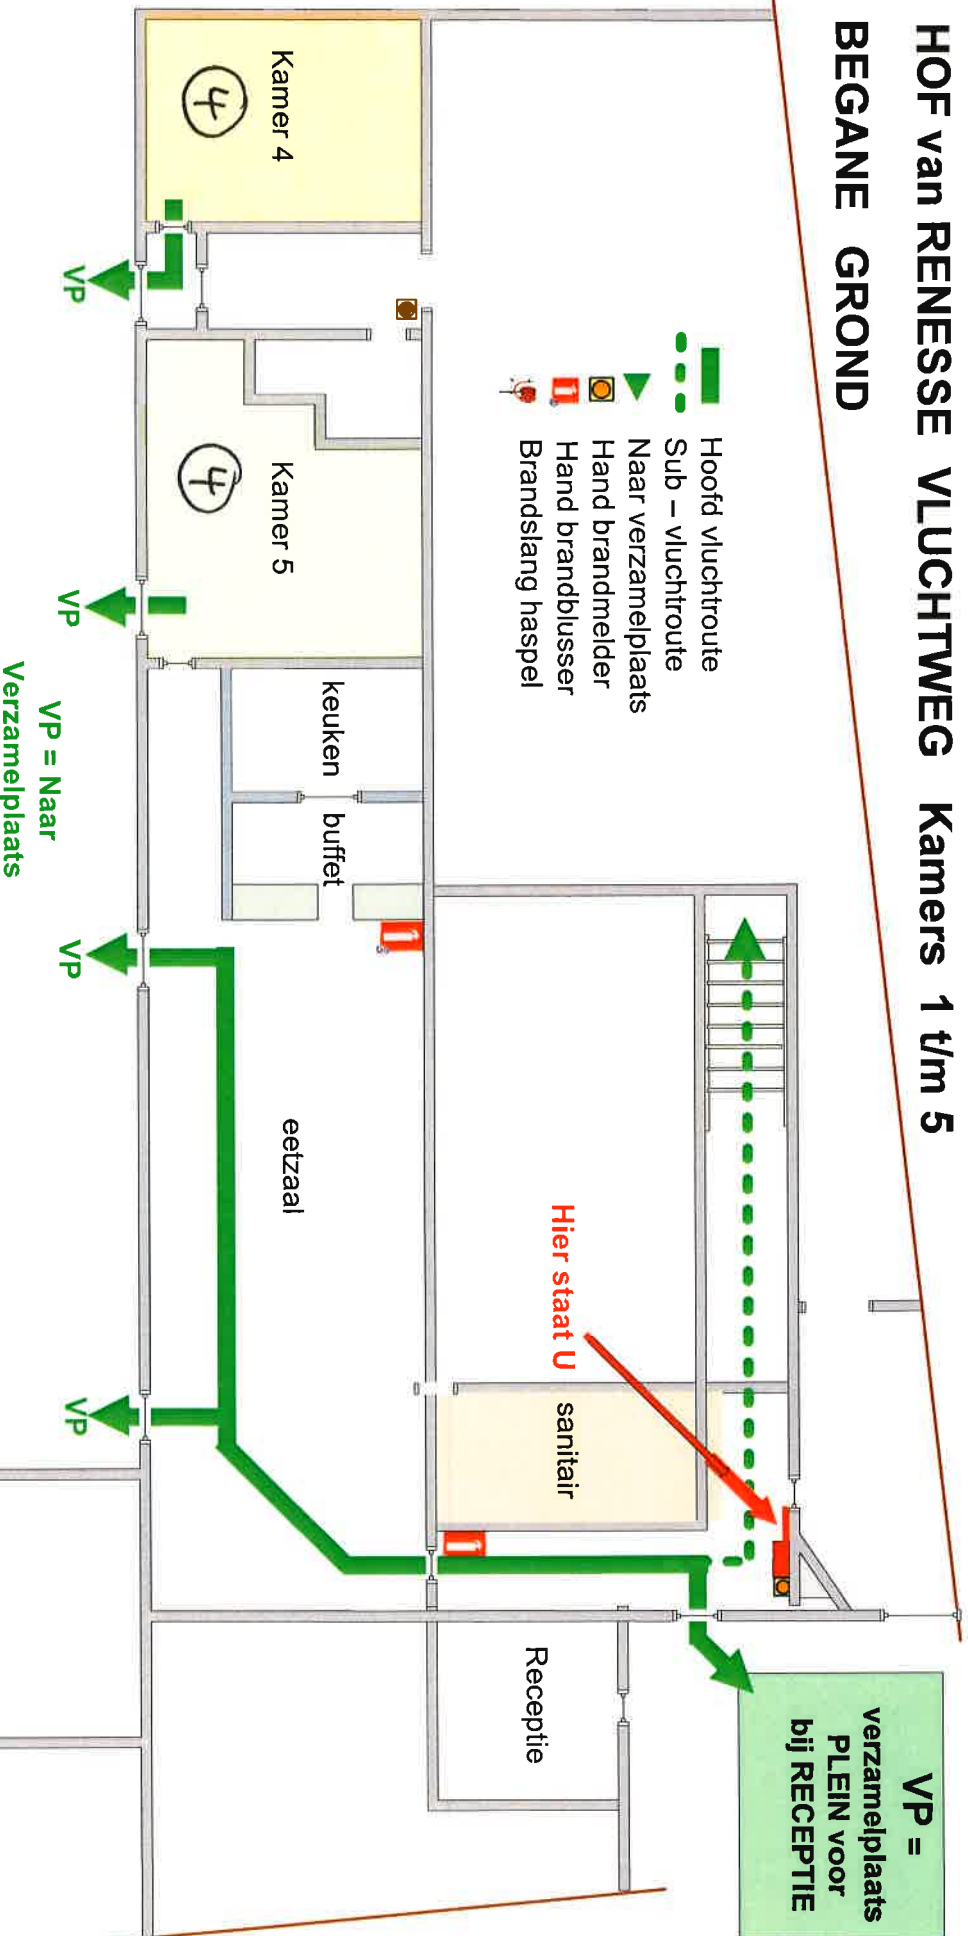 HOF van RENESSE VLUCHTWEG Kamers 1 t/m 5
BEGANE GROND
Hoofd vluchtroute
Sub – vluchtroute
Naar verzamelplaats
Hand brandmelder
Hand brandblusser
Brandslang haspel
VP =
verzamelplaats
PLEIN voor
bij RECEPTIE
Hier staat U
sanitair
Receptie
Kamer 4
4
Kamer 5
4
keuken
buffet
eetzaal
VP
VP
VP
VP
VP = Naar
Verzamelplaats